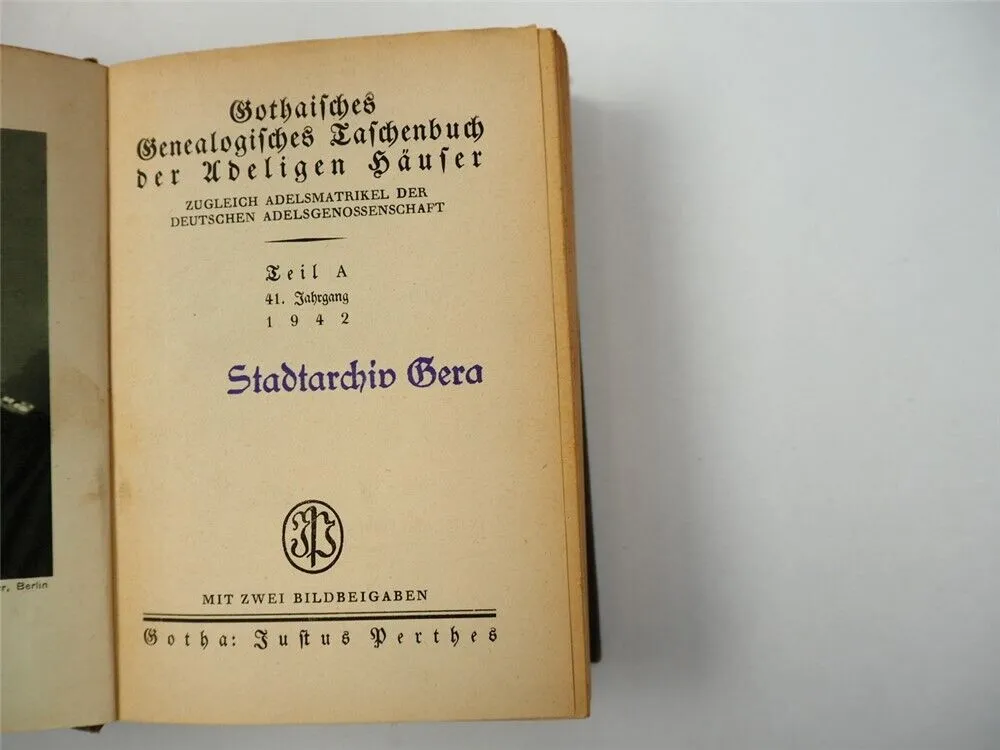 Gothaisches
Genealogisches Taschenbuch
der Adeligen Häuser
ZUGLEICH ADELSMATRIKEL DER
DEUTSCHEN ADELSGENOSSENSCHAFT
Teil A
41. Jahrgang
1942
Stadtarchiv Gera
JP
MIT ZWEI BILDBEIGABEN
Gotha: Justus Perthes
r, Berlin